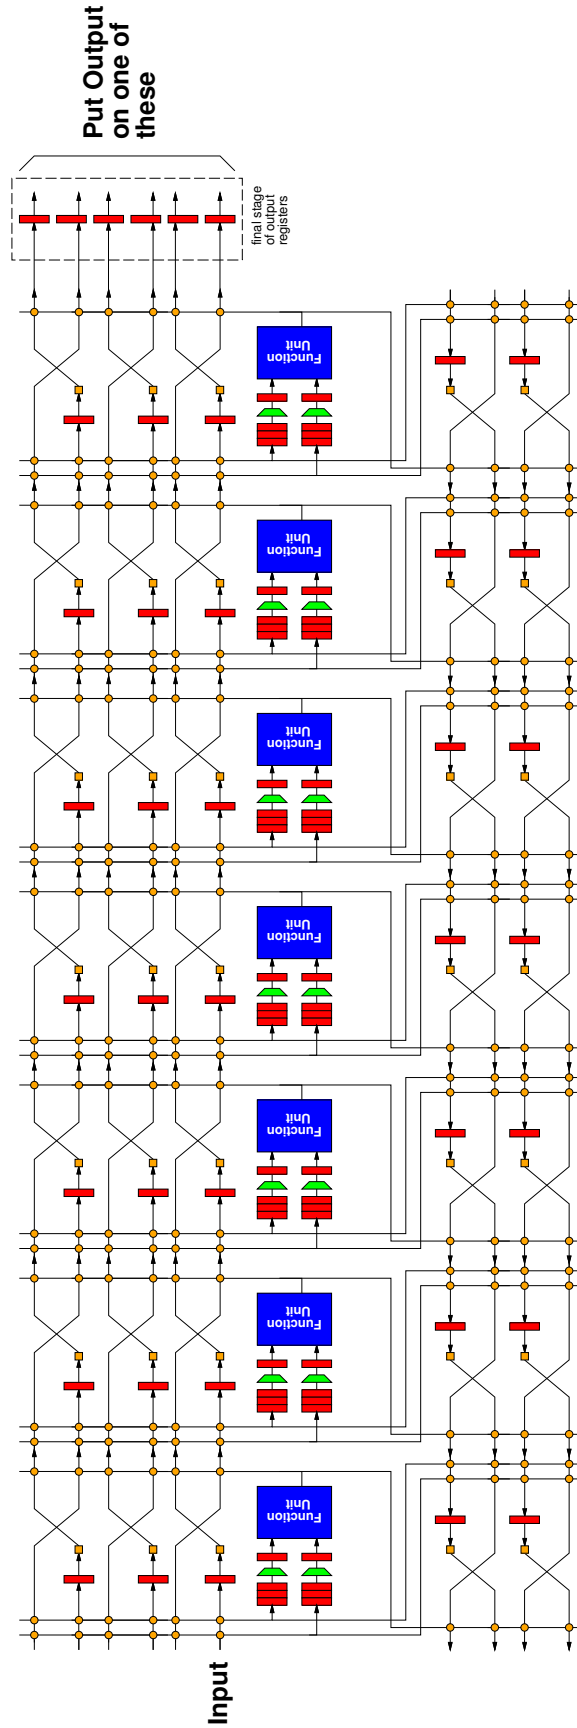 Put Output
on one of
these
final stage
of output
registers
Function
Unit
Function
Unit
Function
Unit
Function
Unit
Function
Unit
Function
Unit
Function
Unit
Input